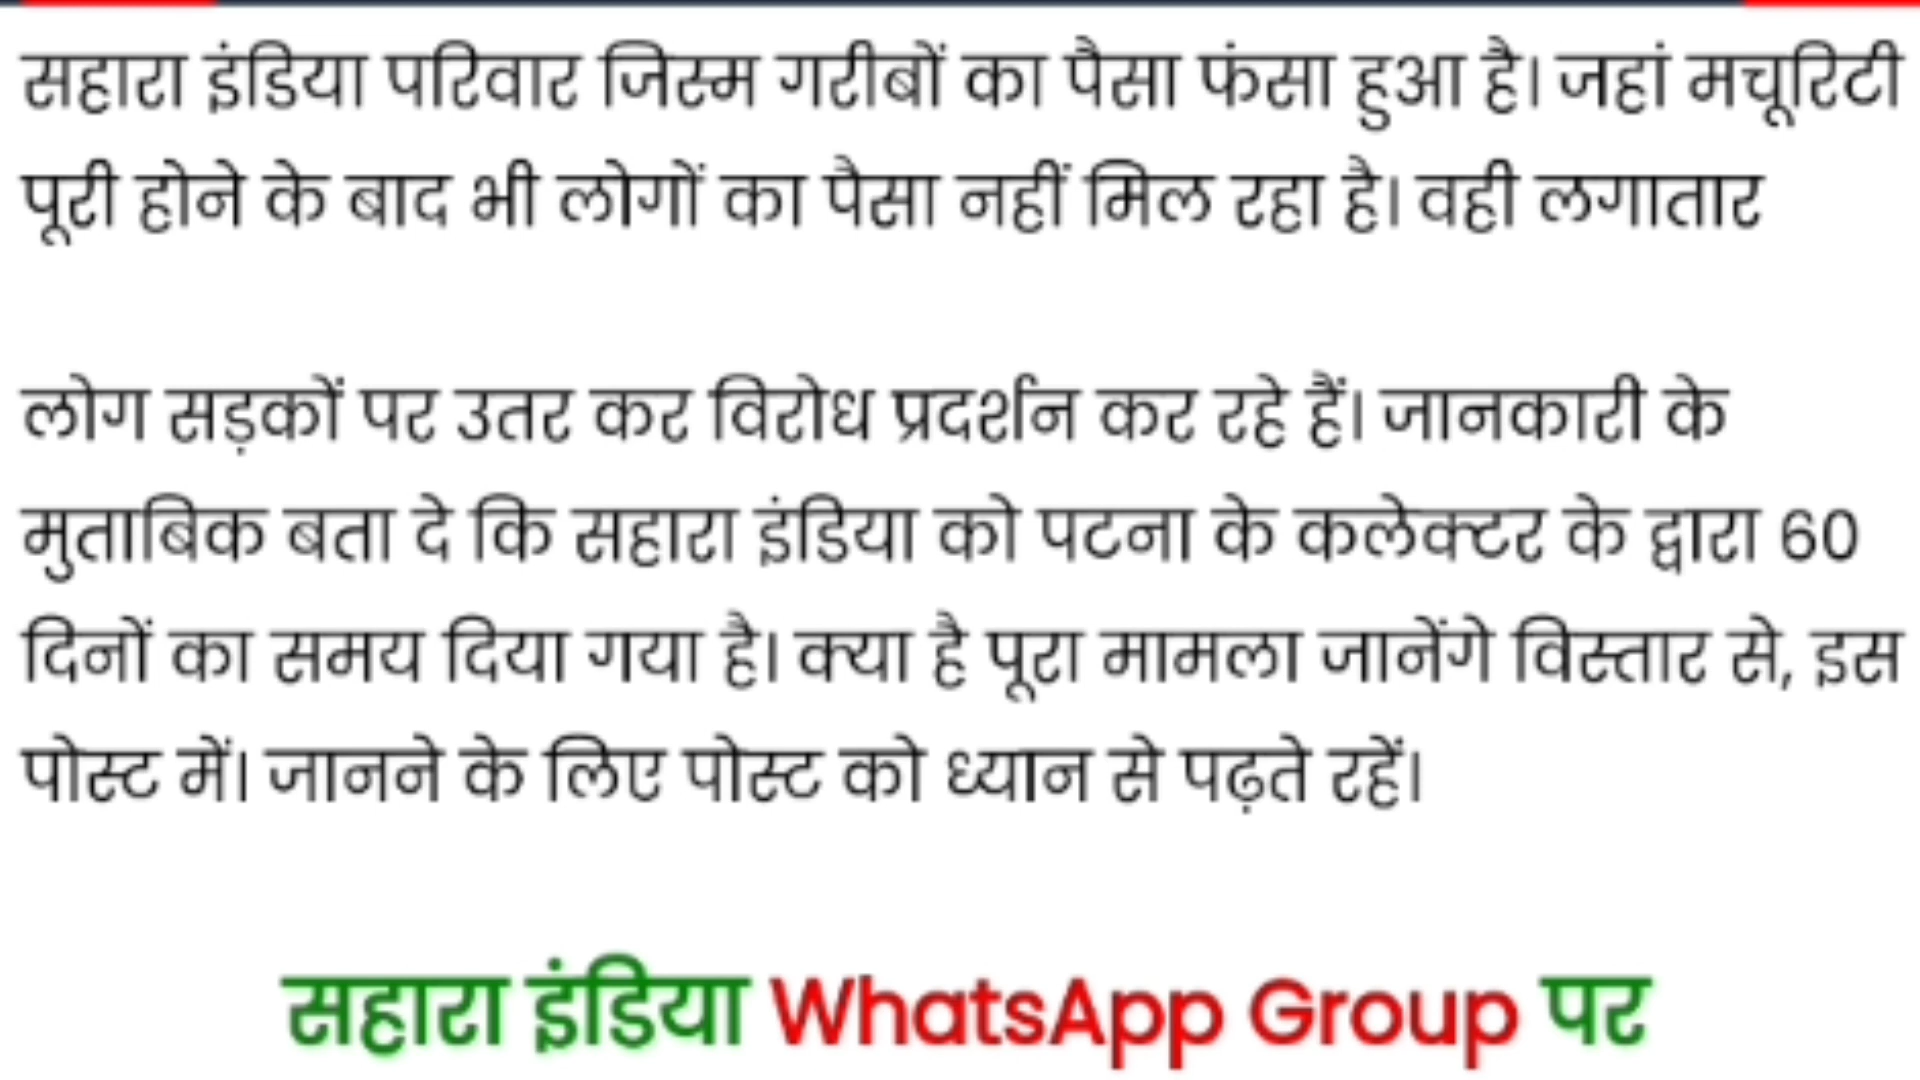 सहारा इंडिया परिवार जिस्म गरीबों का पैसा फंसा हुआ है। जहां मचूरिटी
पूरी होने के बाद भी लोगों का पैसा नहीं मिल रहा है। वही लगातार
लोग सड़कों पर उतर कर विरोध प्रदर्शन कर रहे हैं। जानकारी के
मुताबिक बता दे कि सहारा इंडिया को पटना के कलेक्टर के द्वारा 60
दिनों का समय दिया गया है। क्या है पूरा मामला जानेंगे विस्तार से, इस
पोस्ट में। जानने के लिए पोस्ट को ध्यान से पढ़ते रहें।
सहारा इंडिया WhatsApp Group पर